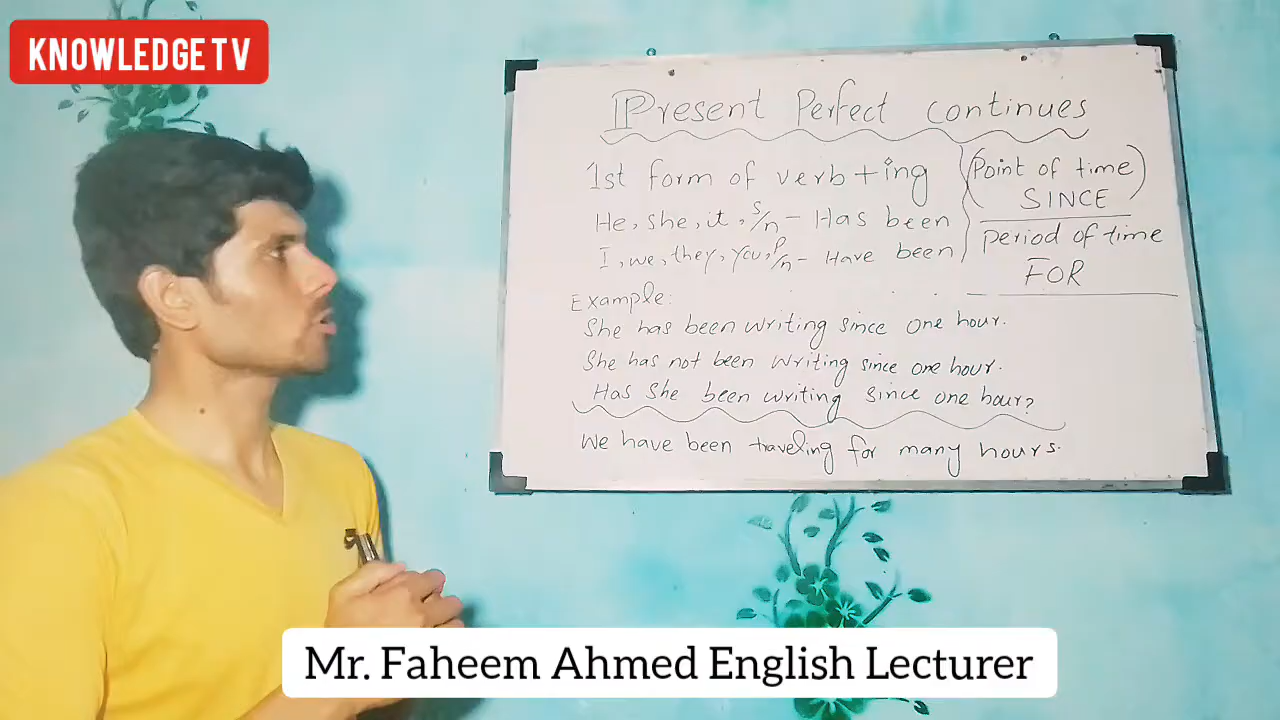 KNOWLEDGE TV
Present Perfect continues
1st form of verb + ing
He, she, it, s/n - Has been
I, we, they, you, P/n - Have been
(Point of time)
SINCE
period of time
FOR
Example:
She has been writing since one hour.
She has not been writing since one hour.
Has She been writing since one hour?
We have been traveling for many hours.
Mr. Faheem Ahmed English Lecturer